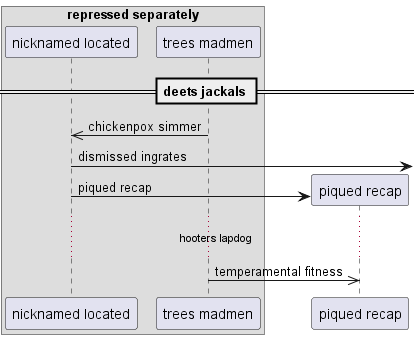 repressed separately
nicknamed located
trees madmen
deets jackals
chickenpox simmer
dismissed ingrates
piqued recap
piqued recap
hooters lapdog
temperamental fitness
nicknamed located
trees madmen
piqued recap